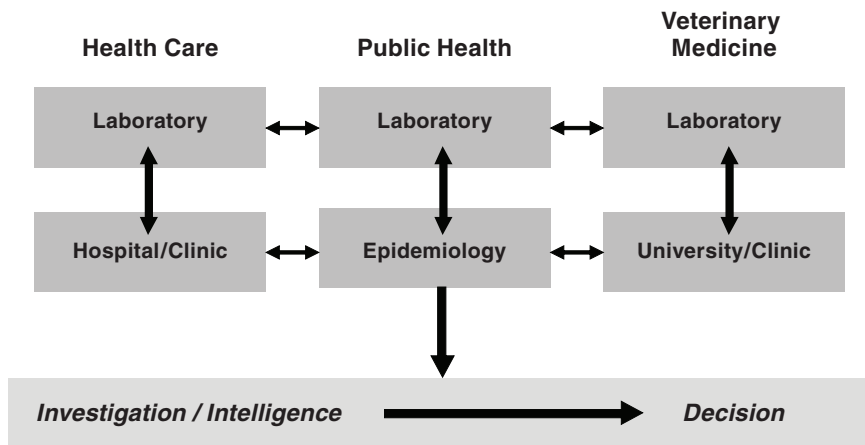 Health Care
Public Health
Veterinary
Medicine
Laboratory
Laboratory
Laboratory
Hospital/Clinic
Epidemiology
University/Clinic
Investigation / Intelligence
Decision